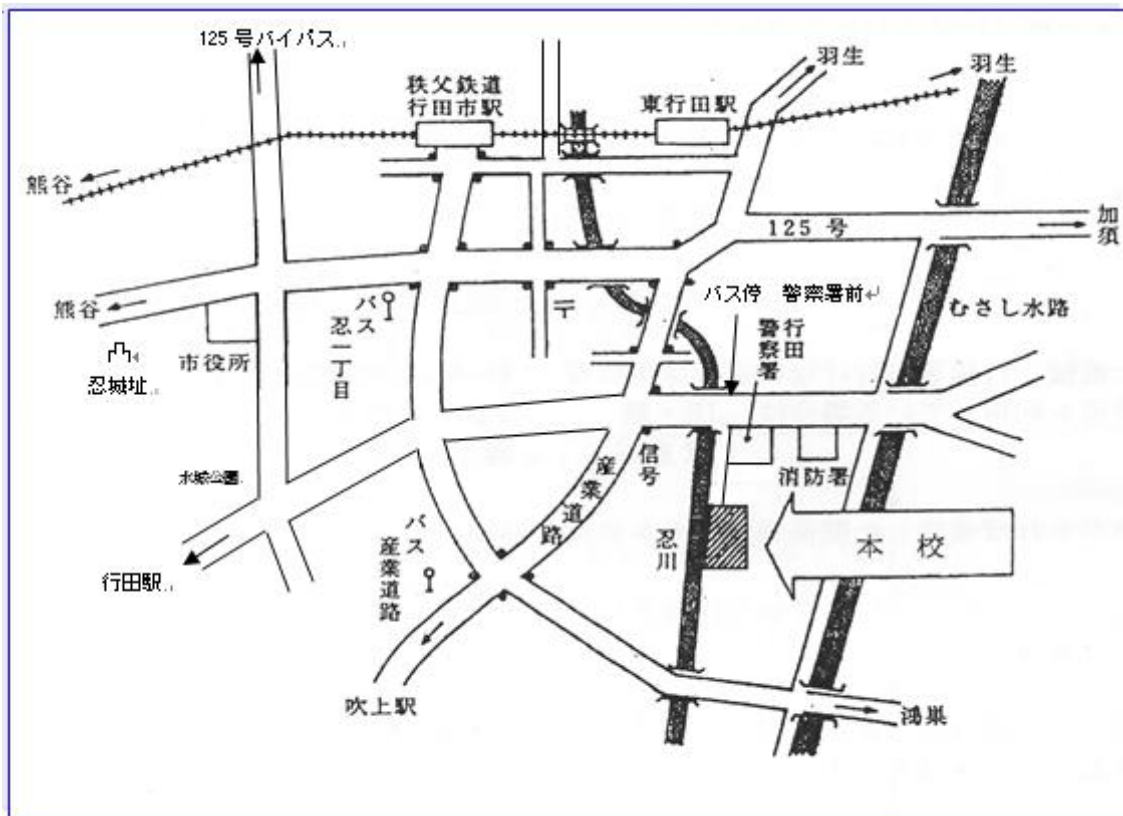 125号バイパス
秩父鉄道
行田市駅
東行田駅
羽生
羽生
熊谷
125 号
加須
熊谷
市役所
忍城址
バス
忍一丁目
〒
バス停　警察署前↵
行田
警察署
むさし水路
水城公園
信号
消防署
産業道路
忍川
本　校
行田駅
バス
産業道路
吹上駅
鴻巣